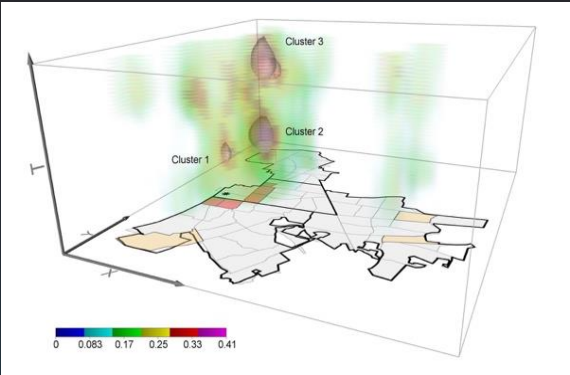 Cluster 3
Cluster 2
Cluster 1
T
Y
X
0 0.083 0.17 0.25 0.33 0.41